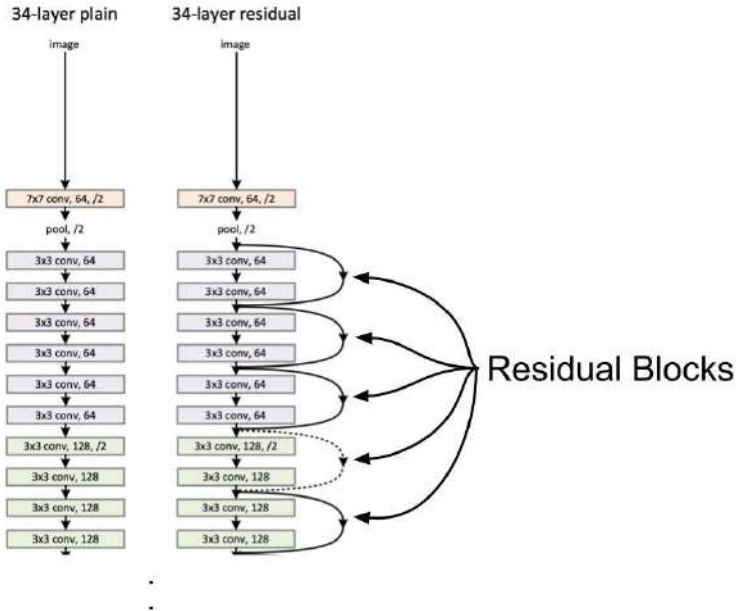 34-layer plain
34-layer residual
image
image
7x7 conv, 64, /2
7x7 conv, 64, /2
pool, /2
pool, /2
3x3 conv, 64
3x3 conv, 64
3x3 conv, 64
3x3 conv, 64
3x3 conv, 64
3x3 conv, 64
3x3 conv, 64
3x3 conv, 64
Residual Blocks
3x3 conv, 64
3x3 conv, 64
3x3 conv, 64
3x3 conv, 64
3x3 conv, 128, /2
3x3 conv, 128, /2
3x3 conv, 128
3x3 conv, 128
3x3 conv, 128
3x3 conv, 128
3x3 conv, 128
3x3 conv, 128